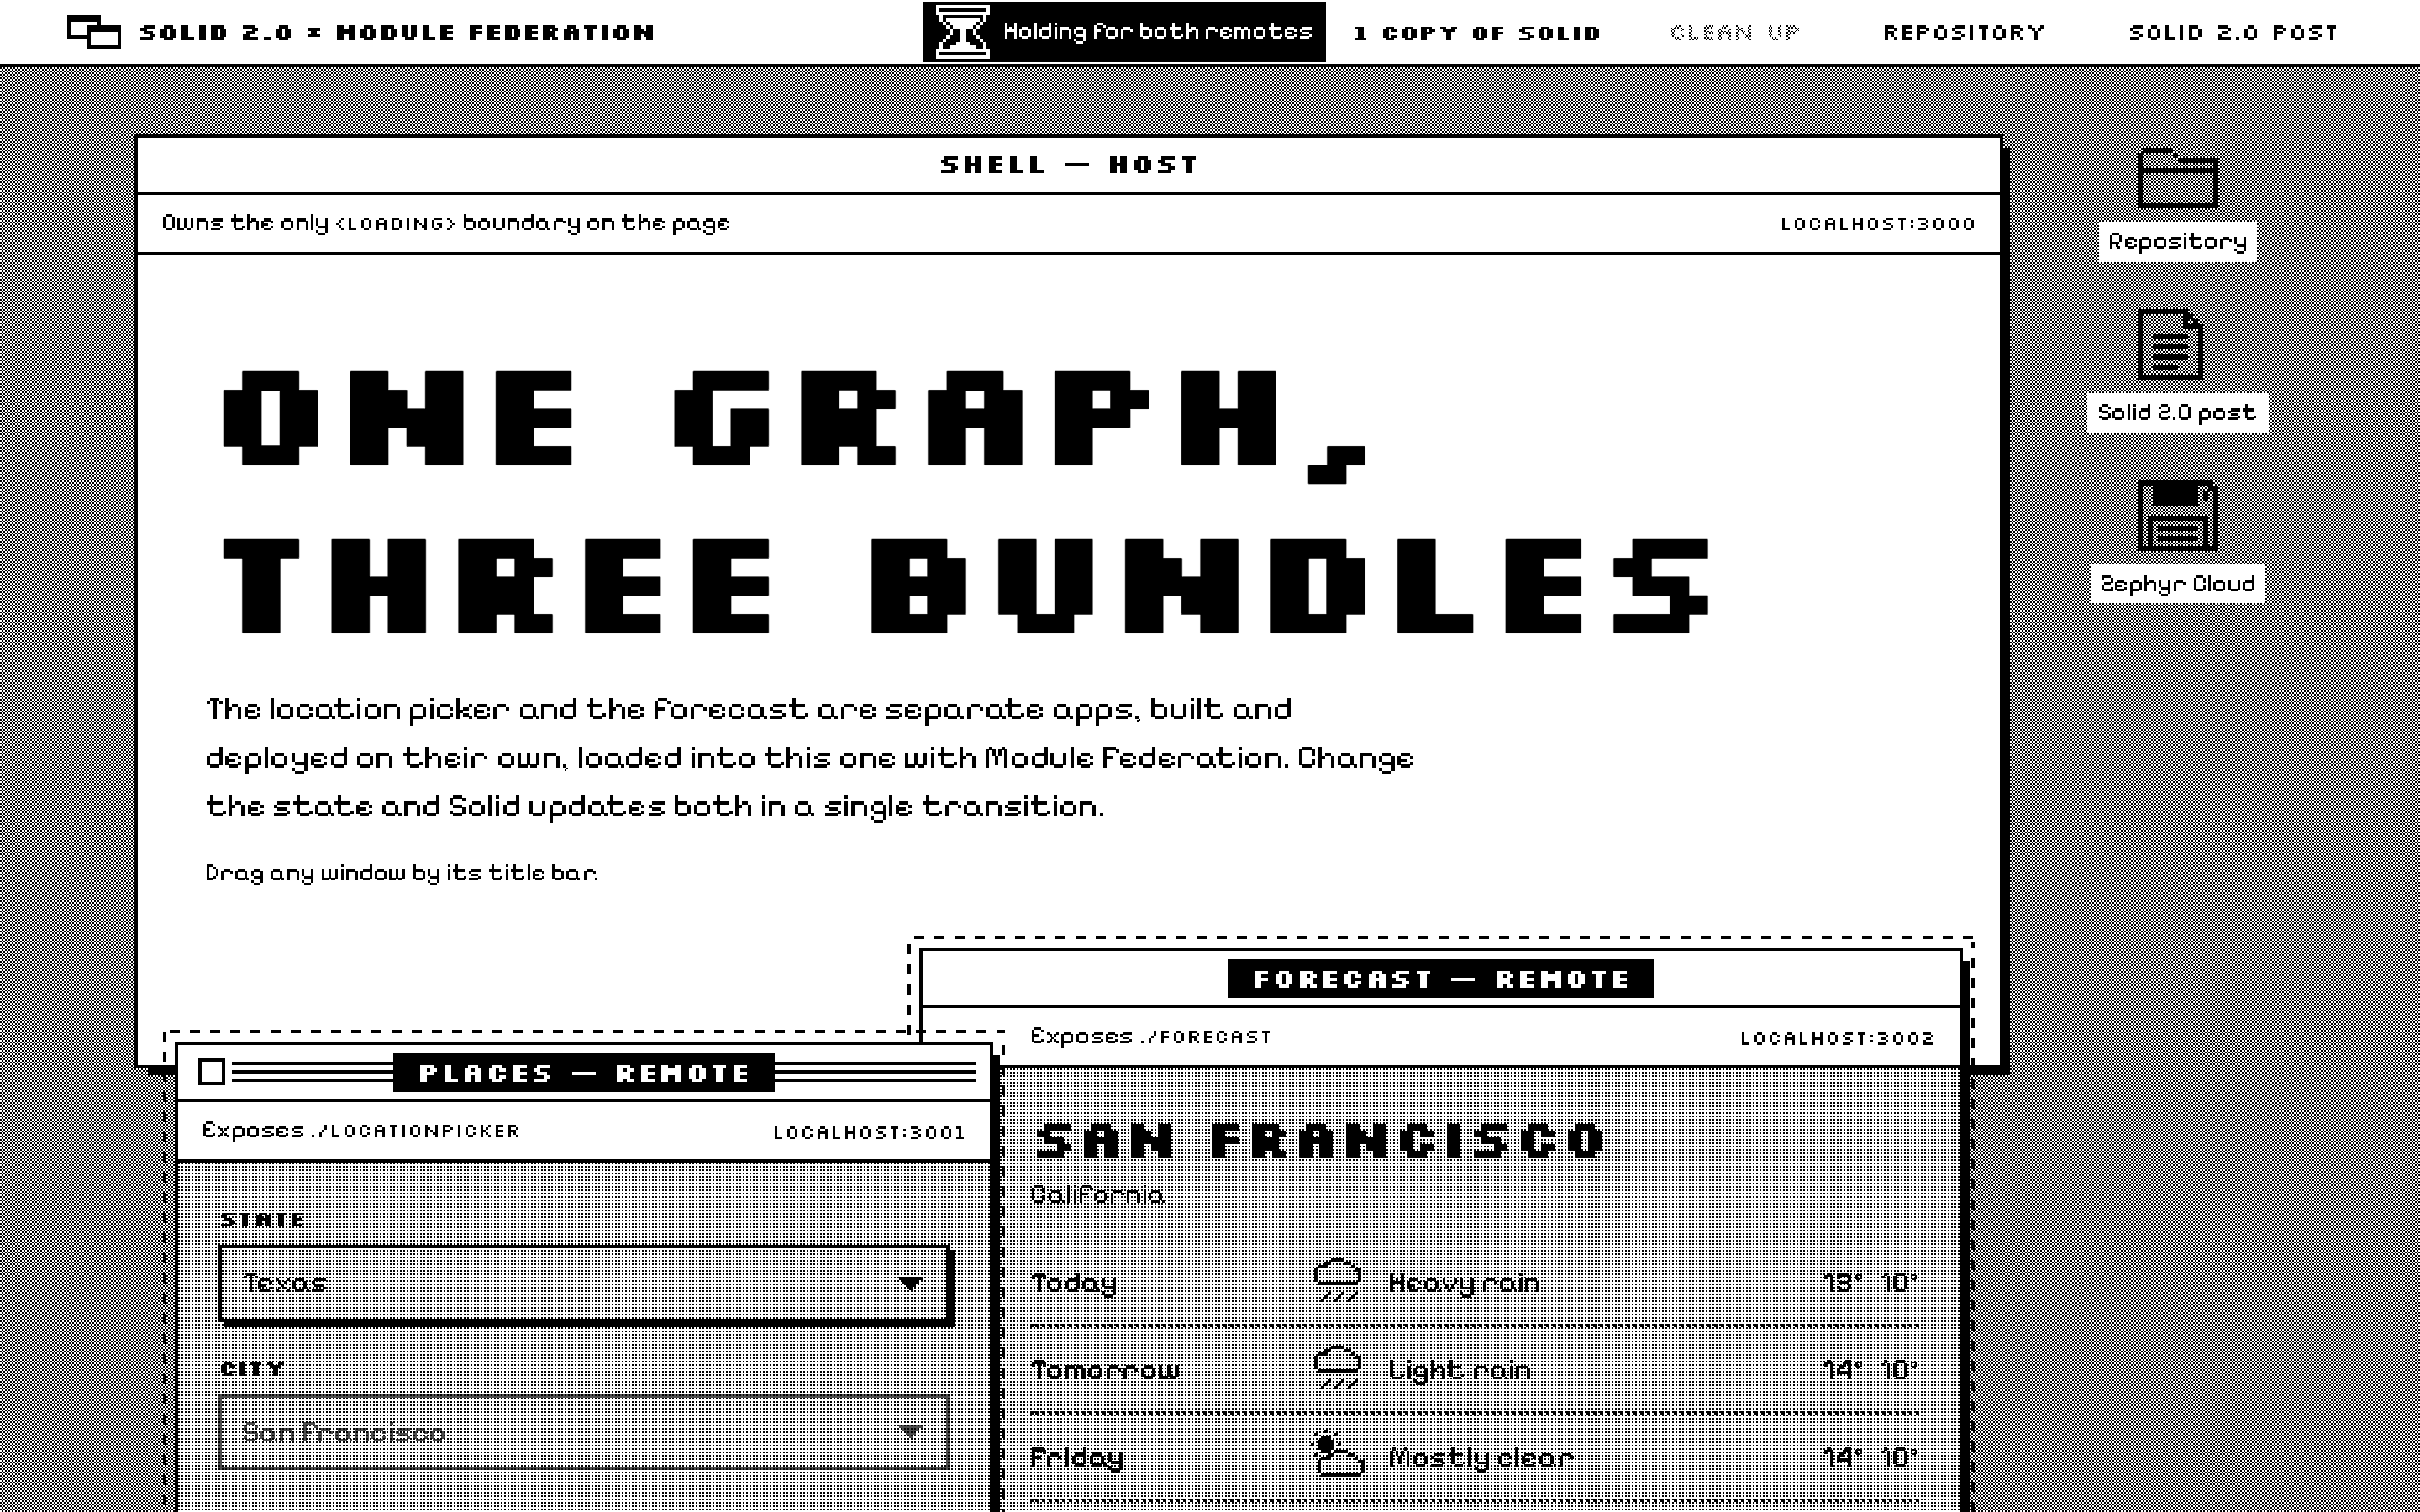 SOLID 2.0 × MODULE FEDERATION
Holding for both remotes
1 COPY OF SOLID
CLEAN UP
REPOSITORY
SOLID 2.0 POST
SHELL — HOST
Owns the only <LOADING> boundary on the page
LOCALHOST:3000
ONE GRAPH,
THREE BUNDLES
The location picker and the forecast are separate apps, built and
deployed on their own, loaded into this one with Module Federation. Change
the state and Solid updates both in a single transition.
Drag any window by its title bar.
Repository
Solid 2.0 post
Zephyr Cloud
FORECAST — REMOTE
Exposes ./FORECAST
LOCALHOST:3002
PLACES — REMOTE
Exposes ./LOCATIONPICKER
LOCALHOST:3001
STATE
Texas
CITY
San Francisco
SAN FRANCISCO
California
Today Heavy rain 13° 10°
Tomorrow Light rain 14° 10°
Friday Mostly clear 14° 10°